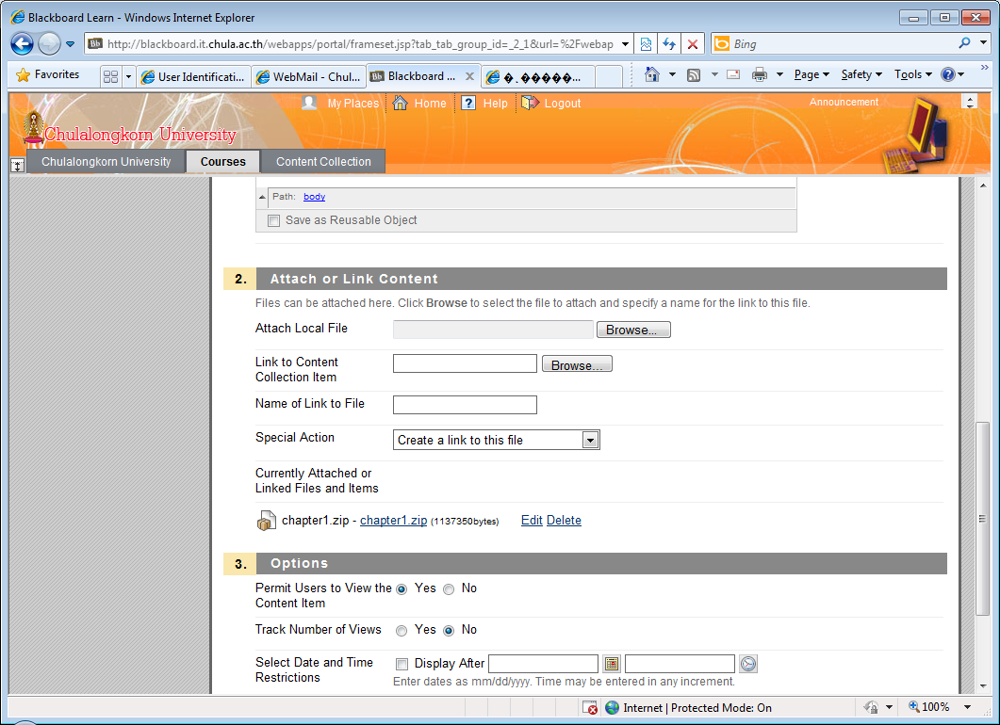 Blackboard Learn - Windows Internet Explorer
http://blackboard.it.chula.ac.th/webapps/portal/frameset.jsp?tab_tab_group_id=_2_1&url=%2Fwebap
Bing
Favorites
User Identificati...
WebMail - Chul...
Blackboard ...
�.�����...
Page
Safety
Tools
My Places
Home
Help
Logout
Announcement
Chulalongkorn University
Chulalongkorn University
Courses
Content Collection
Path: body
Save as Reusable Object
2. Attach or Link Content
Files can be attached here. Click Browse to select the file to attach and specify a name for the link to this file.
Attach Local File
Browse...
Link to Content
Collection Item
Browse...
Name of Link to File
Special Action
Create a link to this file
Currently Attached or
Linked Files and Items
chapter1.zip - chapter1.zip (1137350bytes) Edit Delete
3. Options
Permit Users to View the
Content Item
Yes No
Track Number of Views
Yes No
Select Date and Time
Restrictions
Display After
Enter dates as mm/dd/yyyy. Time may be entered in any increment.
Internet | Protected Mode: On
100%